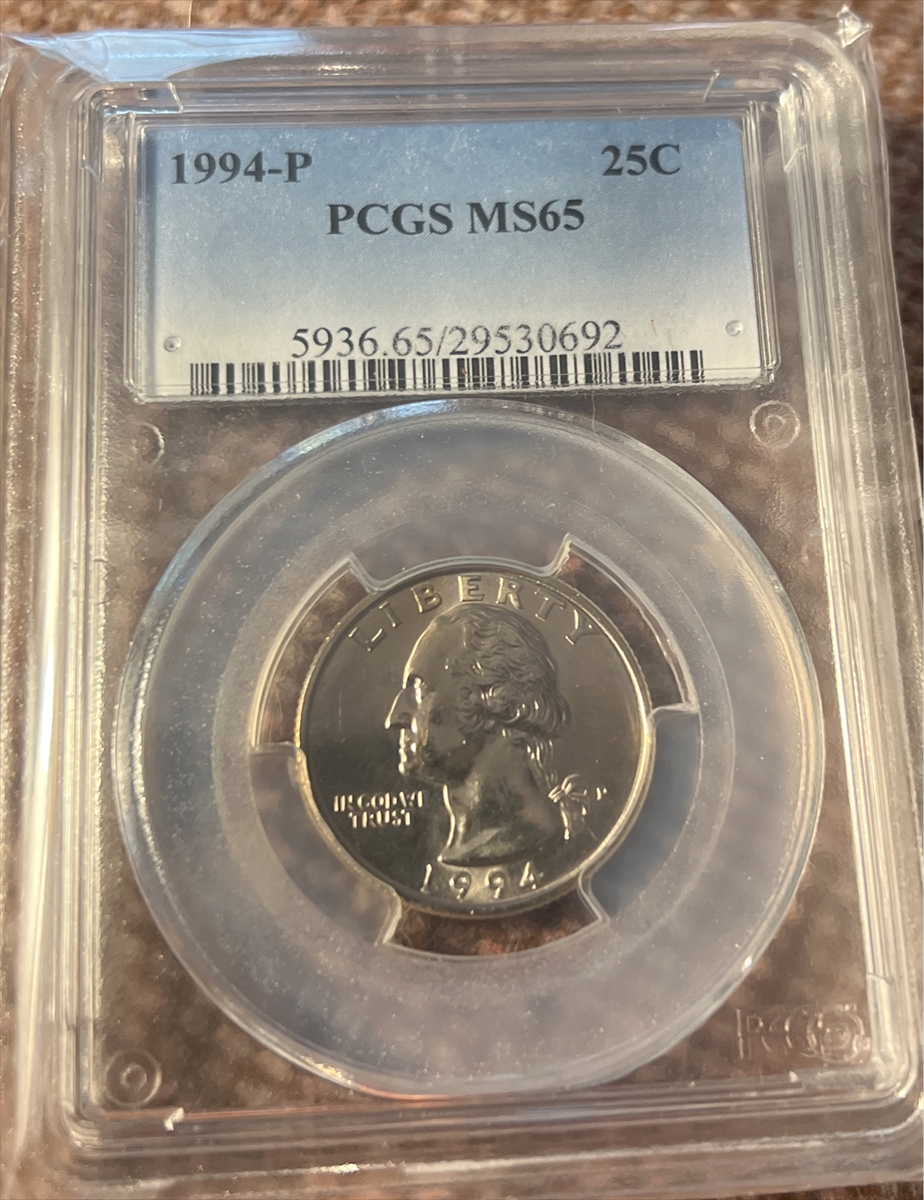 1994-P 25C
PCGS MS65
5936.65/29530692
LIBERTY
IN GOD WE
TRUST
P
1994
PCGS